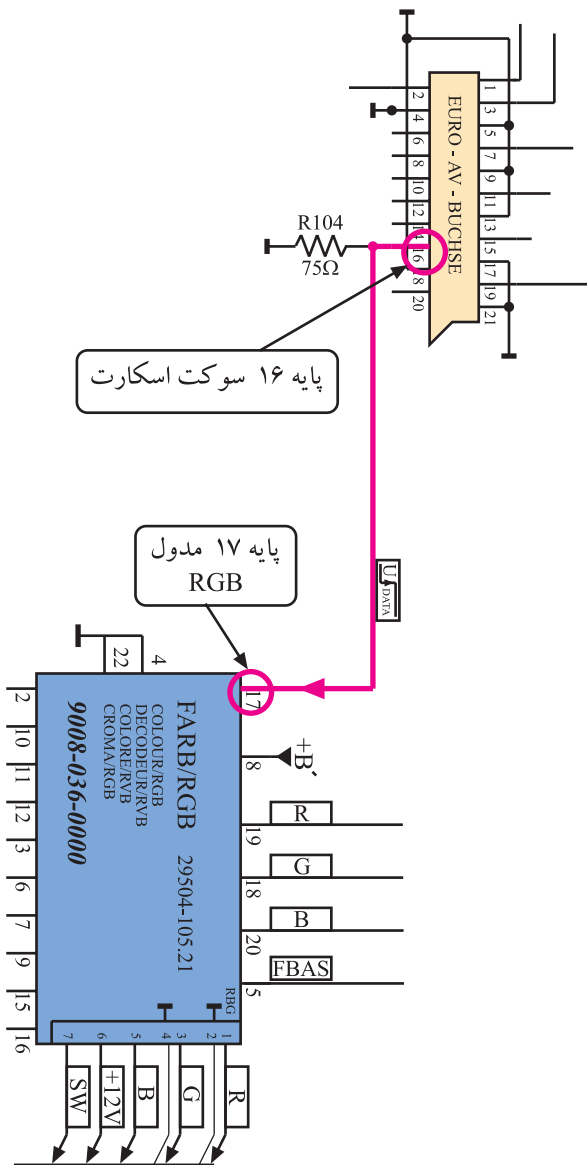 EURO - AV - BUCHSE
1
3
5
7
9
11
13
15
17
19
21
2
4
6
8
10
12
14
16
18
20
R104
75Ω
پایه ۱۶ سوکت اسکارت
پایه ۱۷ مدول
RGB
U DATA
4
22
17
8
+B'
R
19
G
18
B
20
FBAS
5
FARB/RGB 29504-105.21
COLOUR/RGB
DECODEUR/RVB
COLORE/RVB
CROMA/RGB
9008-036-0000
2
10
11
12
3
6
7
9
15
16
RBG
1
2
3
4
5
6
7
R
G
B
+12V
SW